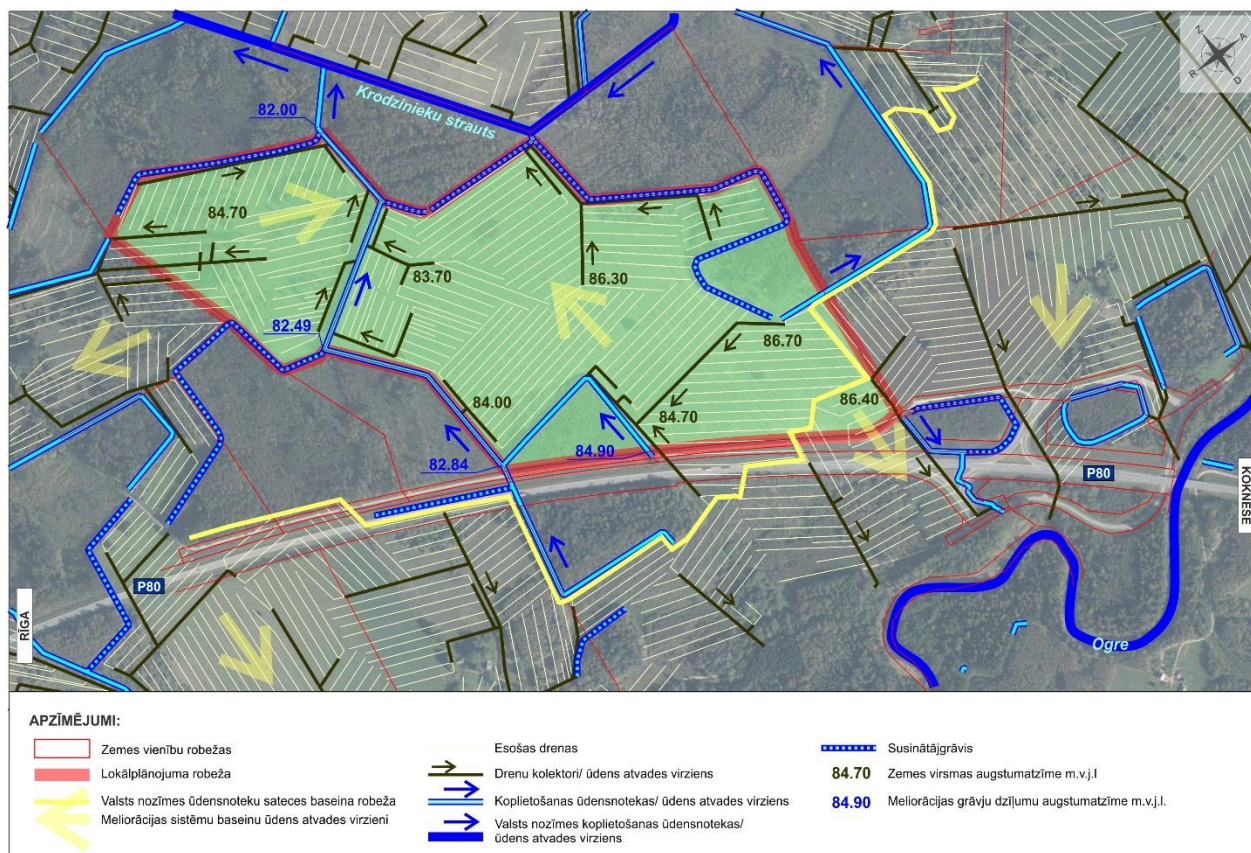 Z
A
R
D
82.00
Krodzinieku strauts
84.70
83.70
86.30
82.49
86.70
84.00
84.70
86.40
84.90
82.84
P80
KOKNESE
P80
RĪGA
Ogre
APZĪMĒJUMI:
Zemes vienību robežas
Lokālplānojuma robeža
Valsts nozīmes ūdensnoteku sateces baseina robeža
Meliorācijas sistēmu baseinu ūdens atvades virzieni
Esošas drenas
Drenu kolektori/ ūdens atvades virziens
Koplietošanas ūdensnotekas/ ūdens atvades virziens
Valsts nozīmes koplietošanas ūdensnotekas/
ūdens atvades virziens
Susinātājgrāvis
84.70 Zemes virsmas augstumatzīme m.v.j.l
84.90 Meliorācijas grāvju dziļumu augstumatzīme m.v.j.l.